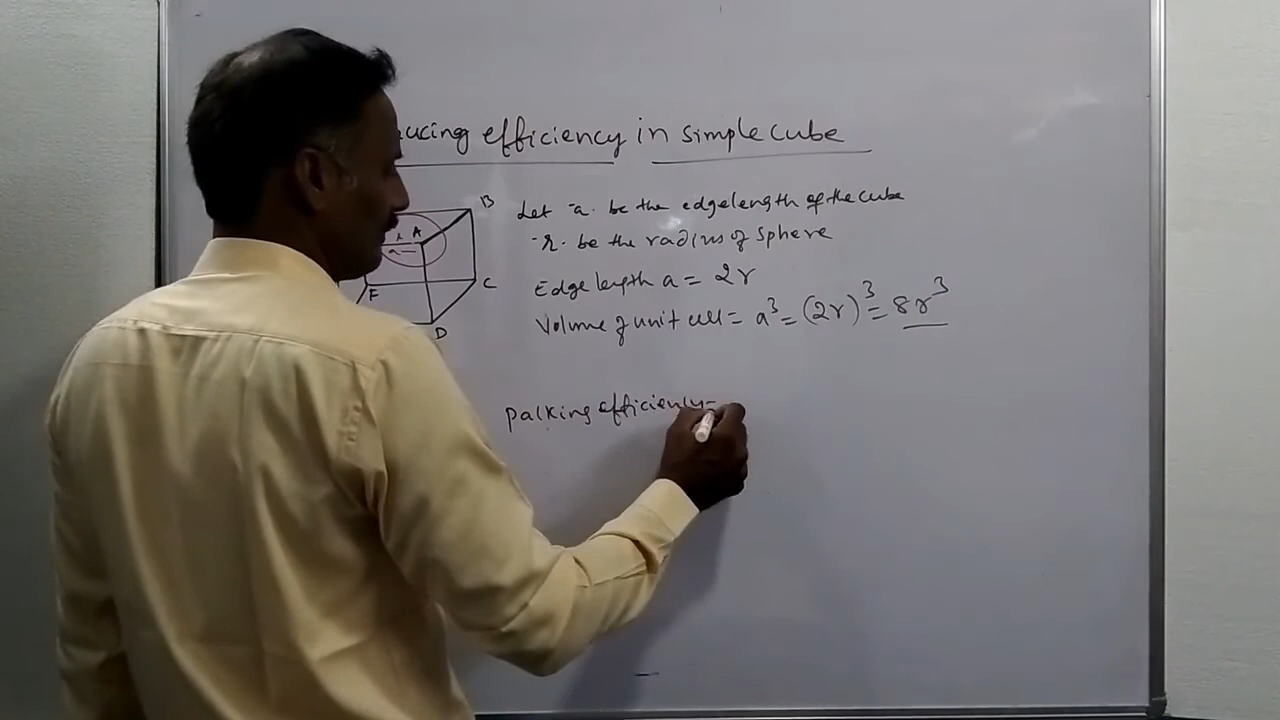 efficiency in simple cube
B
Let -a- be the edgelength of the cube
A
-r- be the radius of sphere
a
C
Edge length a = 2r
F
Volume of unit cell = a³ = (2r)³ = 8r³
D
Packing efficiency =